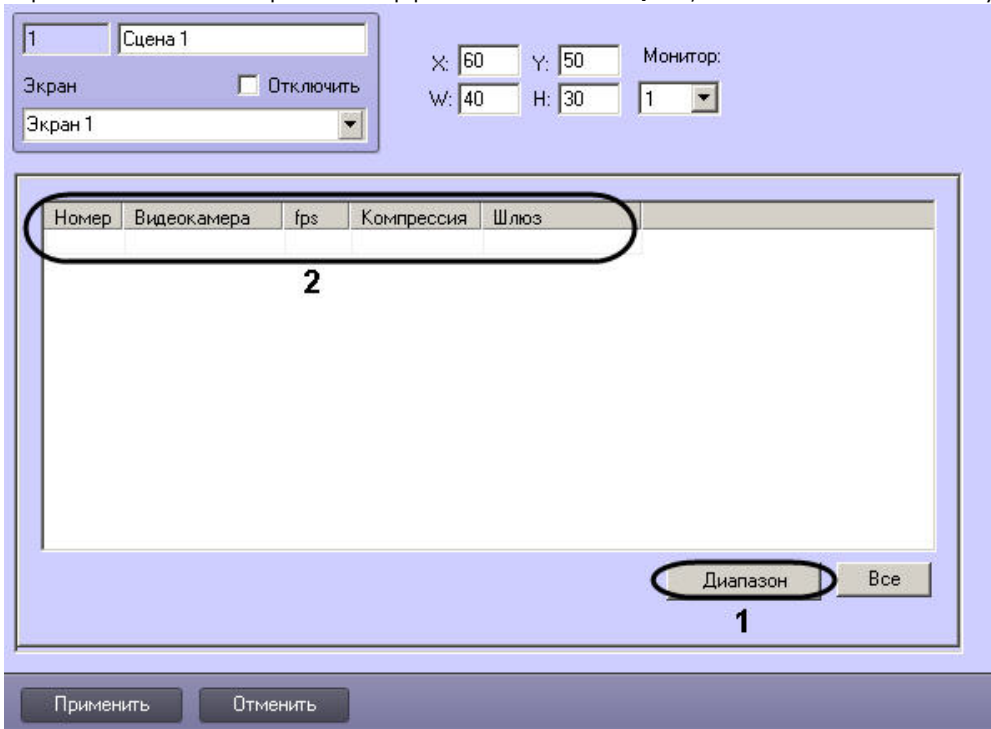 1 Сцена 1
X: 60 Y: 50 Монитор:
Экран Отключить
W: 40 H: 30 1
Экран 1
Номер Видеокамера fps Компрессия Шлюз
2
Диапазон Все
1
Применить Отменить